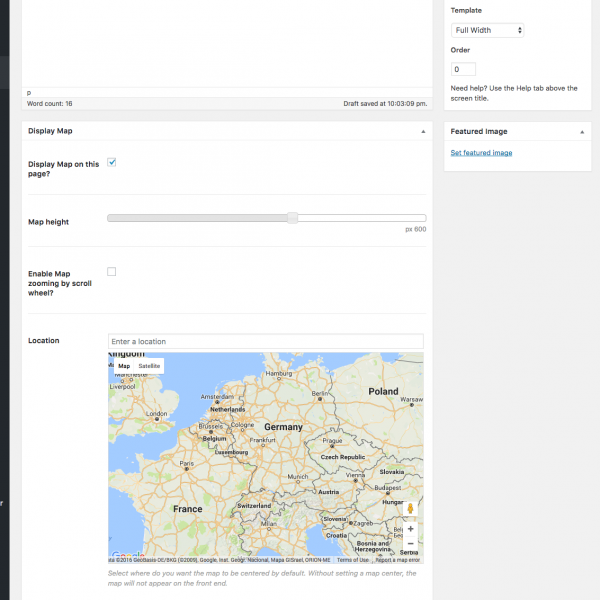 p
Word count: 16
Draft saved at 10:03:09 pm.
Template
Full Width
Order
0
Need help? Use the Help tab above the
screen title.
Featured Image
Set featured image
Display Map
Display Map on this
page?
Map height
px 600
Enable Map
zooming by scroll
wheel?
Location
Enter a location
Kingdom
Map
Satellite
Manchester
Liverpool
Hamburg
Berlin
Poland
Warsaw
Amsterdam
Netherlands
London
Brussels
Cologne
Belgium
Germany
Frankfurt
Luxembourg
Prague
Czech Republic
Paris
Slovakia
Munich
Vienna
Austria
Budapest
Hungar
France
Switzerland
Milan
Slovenia
Zagreb
Croatia
Bosnia and
Herzegovina
Serbia
Google
ta ©2016 GeoBasis-DE/BKG (©2009), Google, Inst. Geogr. Nacional, Mapa GISrael, ORION-ME
Terms of Use
Report a map error
Select where do you want the map to be centered by default. Without setting a map center, the
map will not appear on the front end.
r